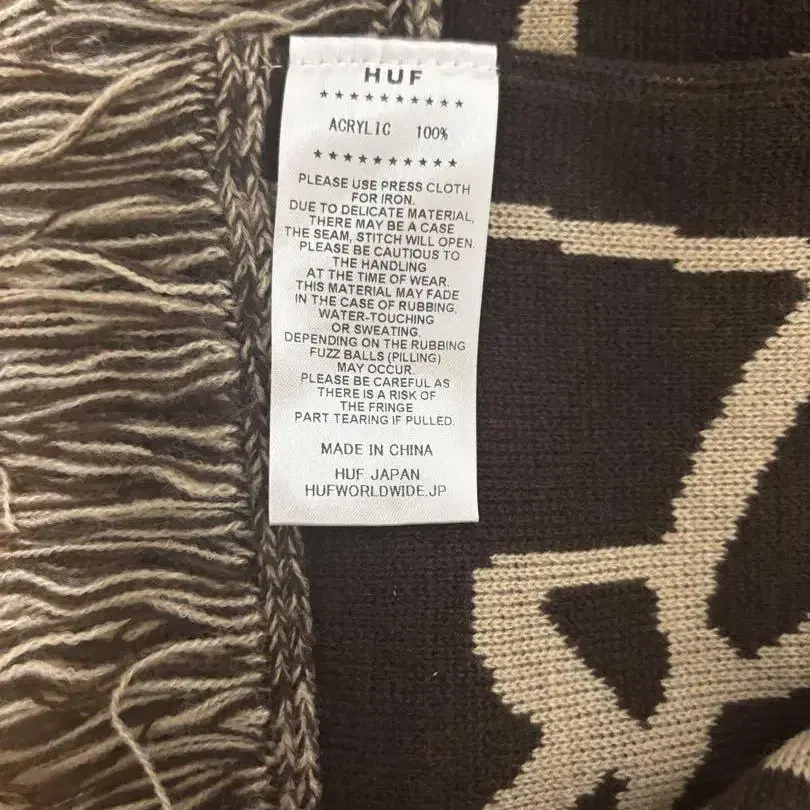 HUF
★★★★★★★★★★
ACRYLIC 100%
★★★★★★★★★★
PLEASE USE PRESS CLOTH
FOR IRON.
DUE TO DELICATE MATERIAL,
THERE MAY BE A CASE
THE SEAM, STITCH WILL OPEN.
PLEASE BE CAUTIOUS TO
THE HANDLING
AT THE TIME OF WEAR.
THIS MATERIAL MAY FADE
IN THE CASE OF RUBBING,
WATER-TOUCHING
OR SWEATING.
DEPENDING ON THE RUBBING
FUZZ BALLS (PILLING)
MAY OCCUR.
PLEASE BE CAREFUL AS
THERE IS A RISK OF
THE FRINGE
PART TEARING IF PULLED.
MADE IN CHINA
HUF JAPAN
HUFWORLDWIDE.JP